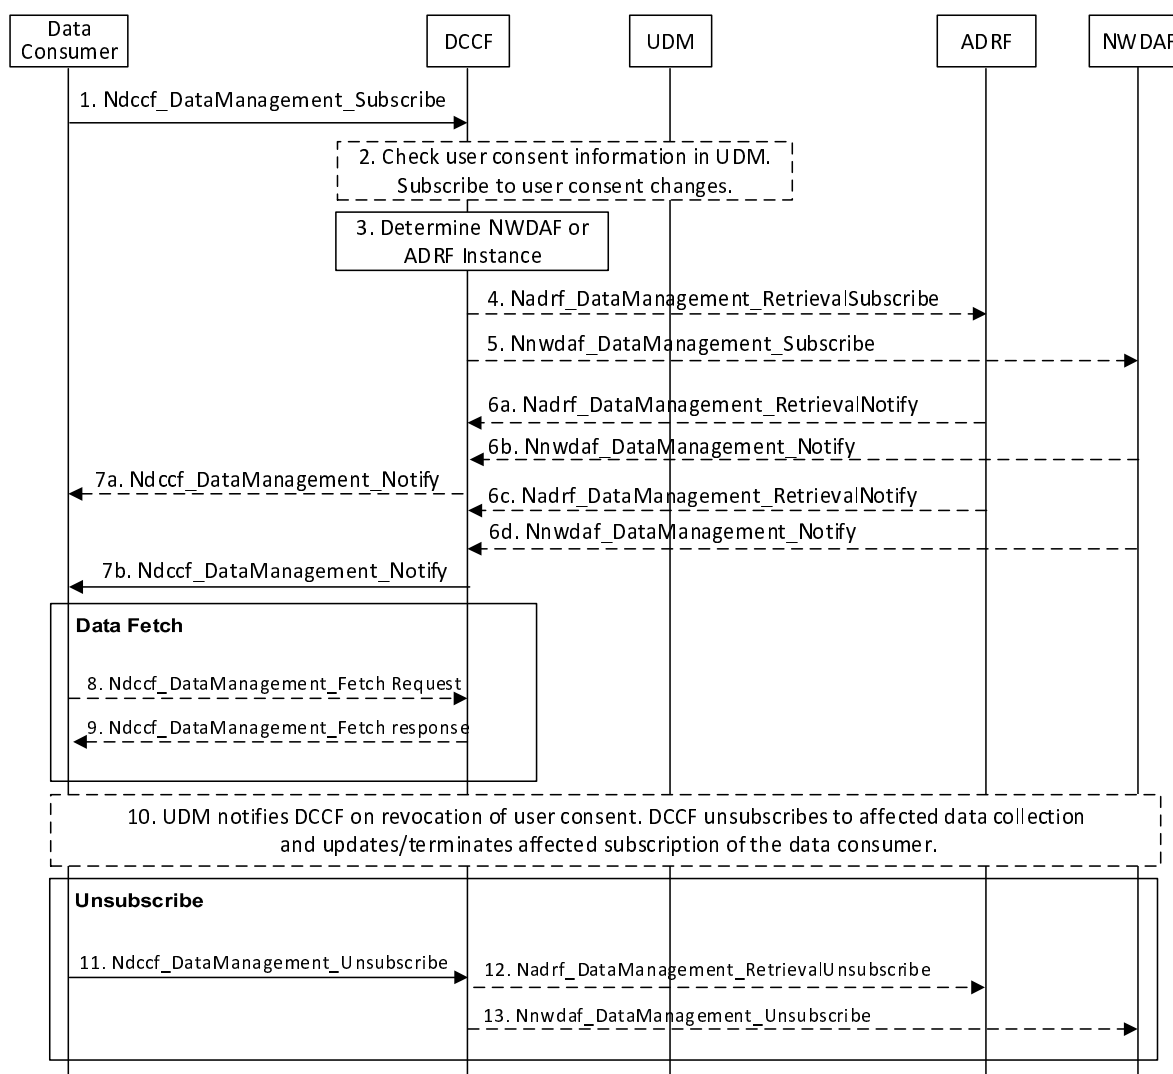 Data
Consumer
DCCF
UDM
ADRF
NWDAF
1. Ndccf_DataManagement_Subscribe
2. Check user consent information in UDM.
Subscribe to user consent changes.
3. Determine NWDAF or
ADRF Instance
4. Nadrf_DataManagement_RetrievalSubscribe
5. Nnwdaf_DataManagement_Subscribe
6a. Nadrf_DataManagement_RetrievalNotify
6b. Nnwdaf_DataManagement_Notify
7a. Ndccf_DataManagement_Notify
6c. Nadrf_DataManagement_RetrievalNotify
6d. Nnwdaf_DataManagement_Notify
7b. Ndccf_DataManagement_Notify
Data Fetch
8. Ndccf_DataManagement_Fetch Request
9. Ndccf_DataManagement_Fetch response
10. UDM notifies DCCF on revocation of user consent. DCCF unsubscribes to affected data collection
and updates/terminates affected subscription of the data consumer.
Unsubscribe
11. Ndccf_DataManagement_Unsubscribe
12. Nadrf_DataManagement_RetrievalUnsubscribe
13. Nnwdaf_DataManagement_Unsubscribe